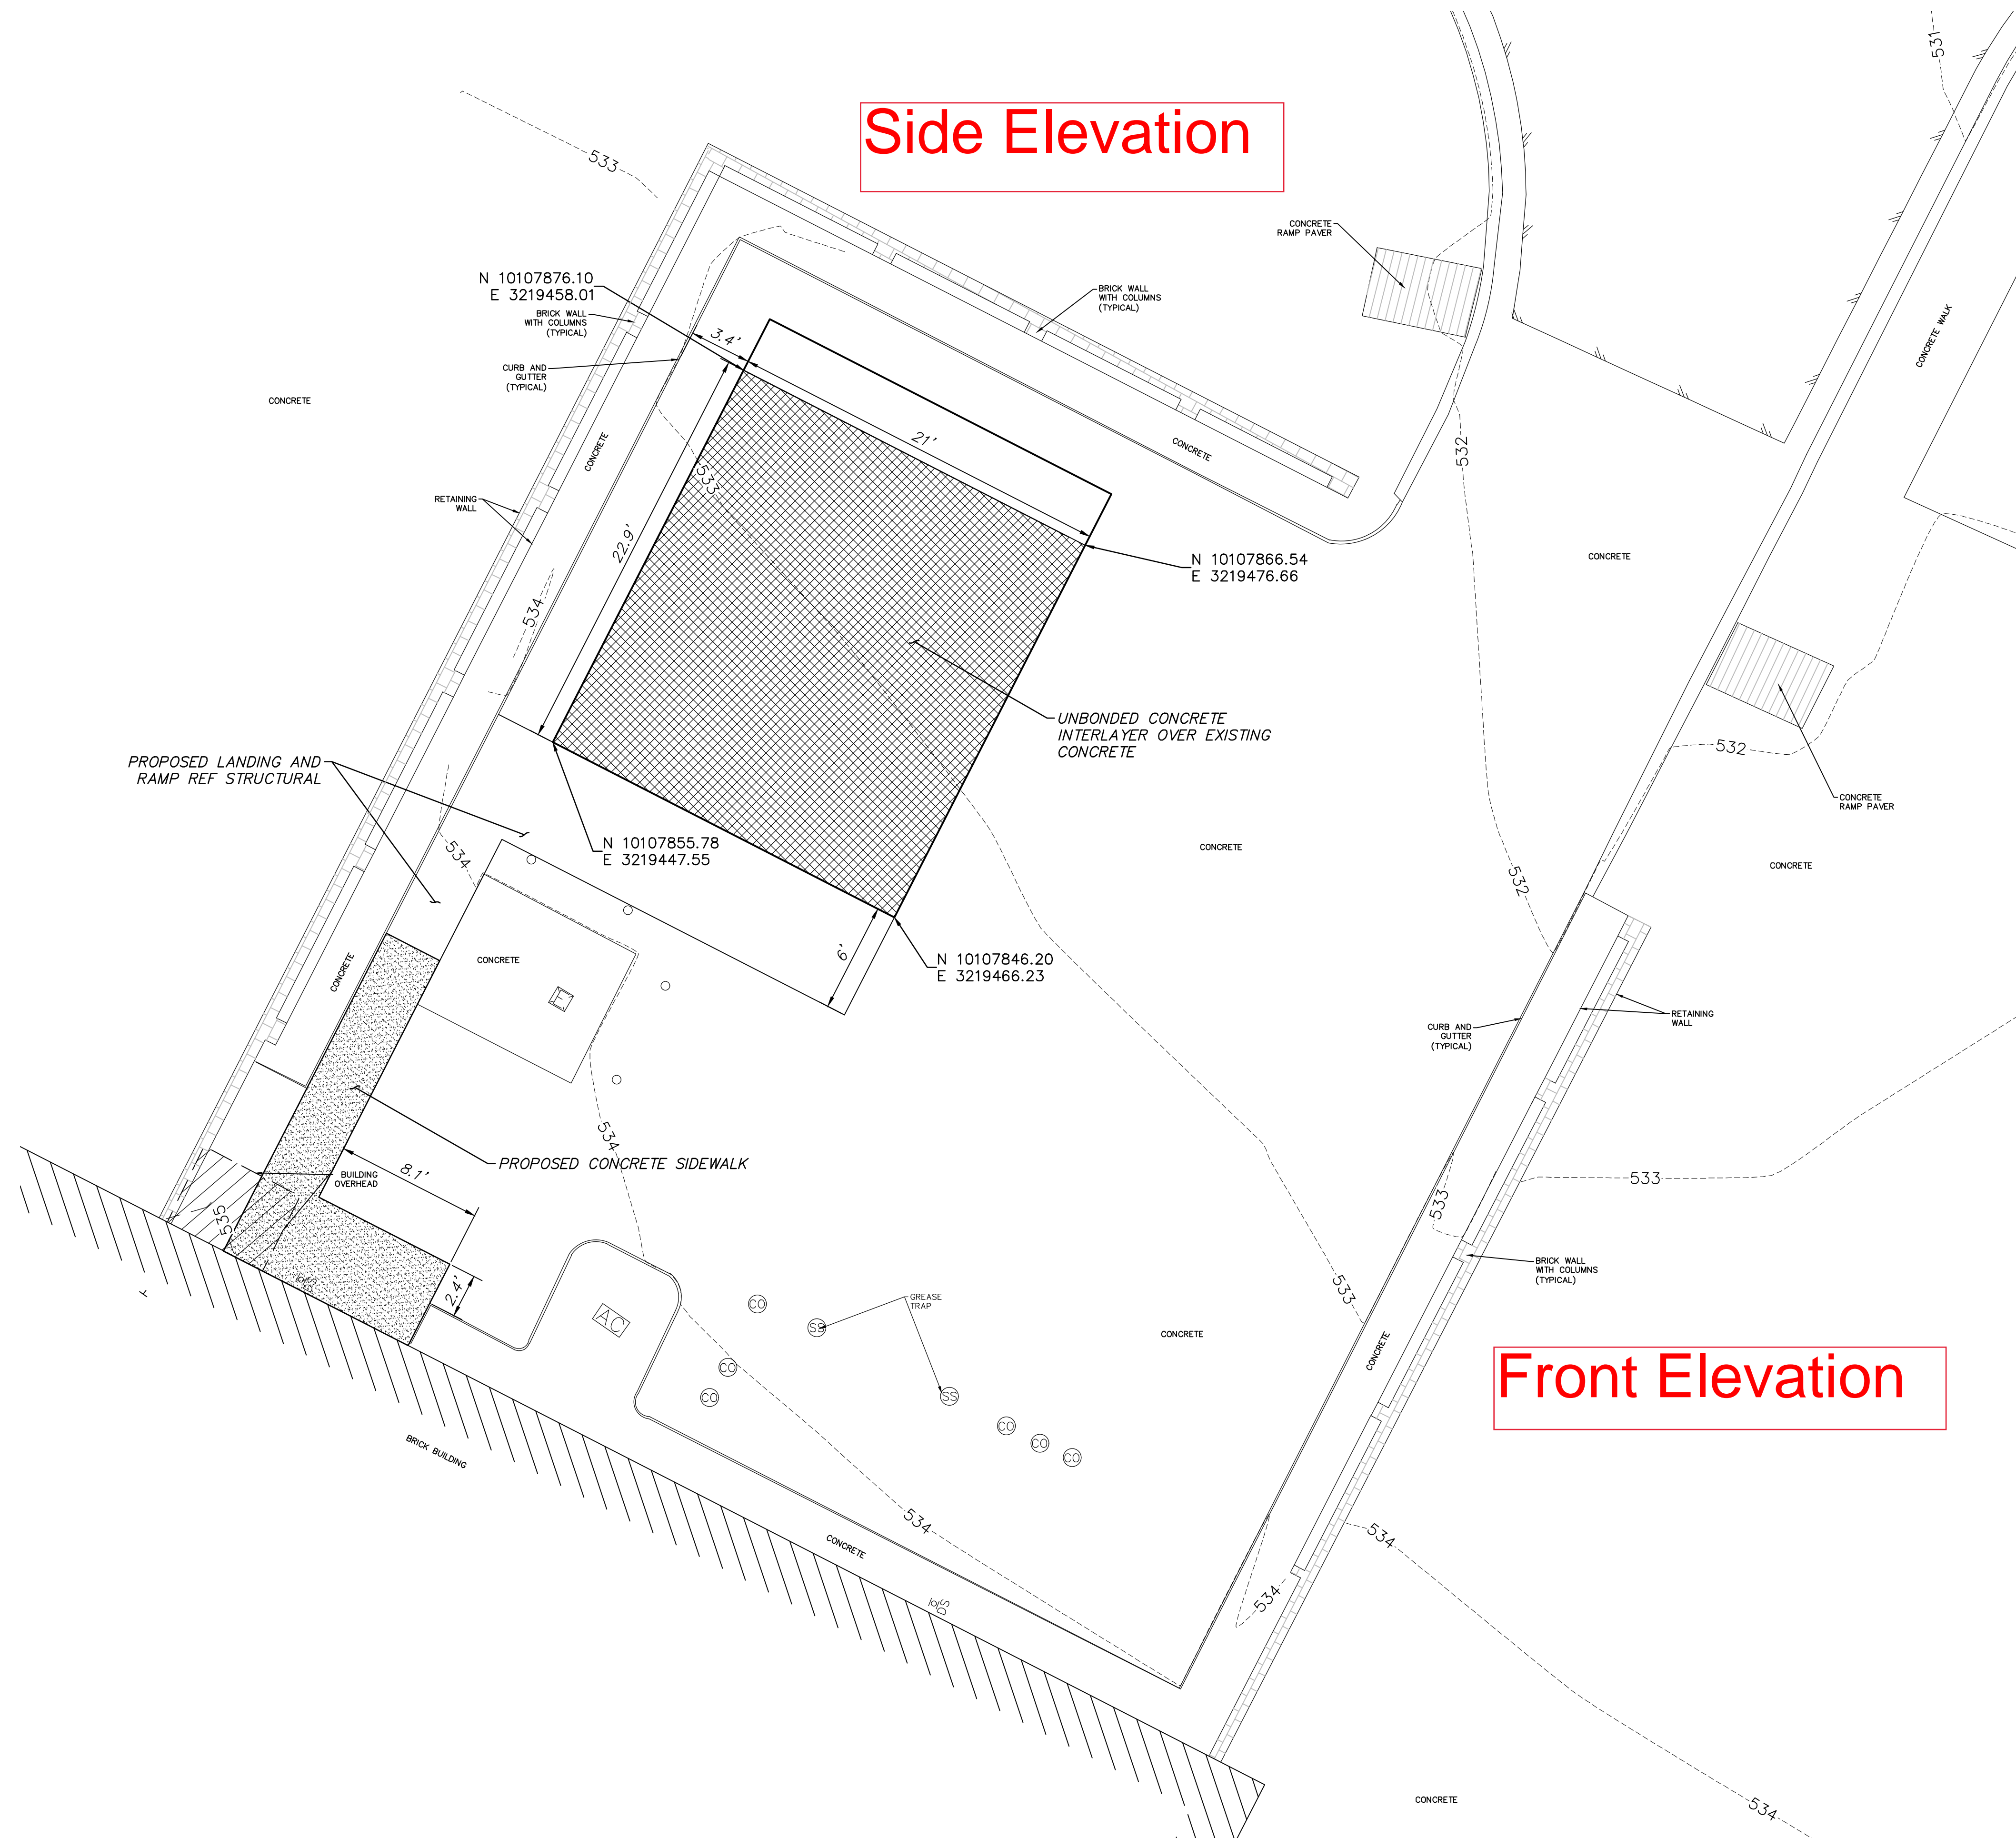 531
Side Elevation
533
CONCRETE
RAMP PAVER
N 10107876.10
E 3219458.01
BRICK WALL
WITH COLUMNS
(TYPICAL)
BRICK WALL
WITH COLUMNS
(TYPICAL)
3.4'
CURB AND
GUTTER
(TYPICAL)
CONCRETE WALK
CONCRETE
21'
CONCRETE
CONCRETE
532
533
RETAINING
WALL
22.9'
N 10107866.54
E 3219476.66
CONCRETE
534
UNBONDED CONCRETE
INTERLAYER OVER EXISTING
CONCRETE
532
PROPOSED LANDING AND
RAMP REF STRUCTURAL
CONCRETE
RAMP PAVER
N 10107855.78
E 3219447.55
534
CONCRETE
CONCRETE
532
6'
N 10107846.20
E 3219466.23
CONCRETE
CONCRETE
E
RETAINING
WALL
CURB AND
GUTTER
(TYPICAL)
534
PROPOSED CONCRETE SIDEWALK
8.1'
BUILDING
OVERHEAD
533
533
535
BRICK WALL
WITH COLUMNS
(TYPICAL)
DS
2.4'
533
GREASE
TRAP
CO
SS
AC
CONCRETE
CONCRETE
Front Elevation
CO
CO
SS
CO
CO
CO
BRICK BUILDING
534
534
CONCRETE
534
DS
CONCRETE
534